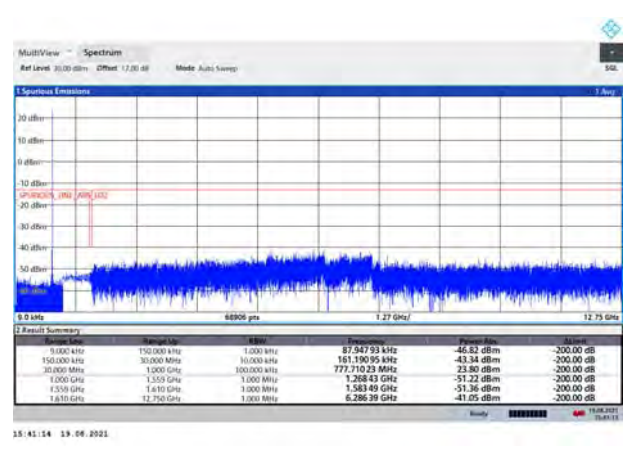 MultiView Spectrum
Ref Level 30.00 dBm Offset 17.00 dB Mode Auto Sweep
SGL
1 Spurious Emissions 1 Avg
20 dBm
10 dBm
0 dBm
-10 dBm
-20 dBm
-30 dBm
-40 dBm
-50 dBm
9.0 kHz 68906 pts 1.27 GHz/ 12.75 GHz
2 Result Summary
Range Low Range Up RBW Frequency Power Abs
9.000 kHz 150.000 kHz 1.000 kHz 87.94793 kHz -46.82 dBm -200.00 dB
150.000 kHz 30.000 MHz 10.000 kHz 161.19095 kHz -43.34 dBm -200.00 dB
30.000 MHz 1.000 GHz 100.000 kHz 777.71023 MHz 23.80 dBm -200.00 dB
1.000 GHz 1.559 GHz 1.000 MHz 1.26843 GHz -51.22 dBm -200.00 dB
1.559 GHz 1.610 GHz 1.000 MHz 1.58349 GHz -51.36 dBm -200.00 dB
1.610 GHz 12.750 GHz 1.000 MHz 6.28639 GHz -41.05 dBm -200.00 dB
Ready 19.06.2021
15:41:13
15:41:14 19.06.2021